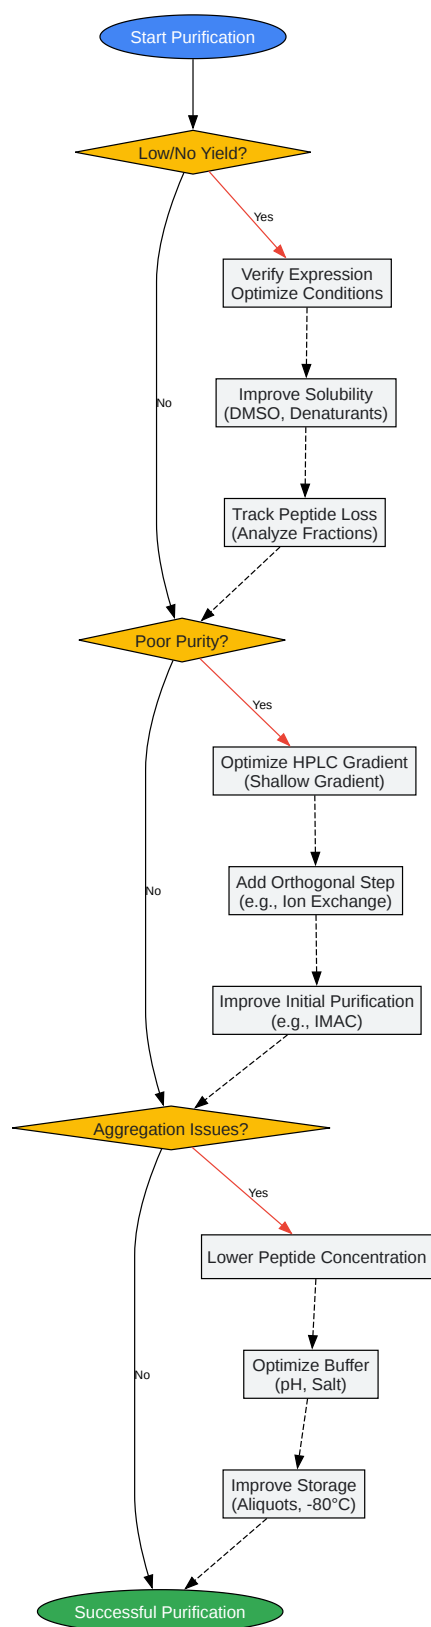 Start Purification
Low/No Yield?
Yes
Verify Expression
Optimize Conditions
Improve Solubility
(DMSO, Denaturants)
No
Track Peptide Loss
(Analyze Fractions)
Poor Purity?
Yes
Optimize HPLC Gradient
(Shallow Gradient)
Add Orthogonal Step
(e.g., Ion Exchange)
No
Improve Initial Purification
(e.g., IMAC)
Aggregation Issues?
Yes
Lower Peptide Concentration
Optimize Buffer
(pH, Salt)
No
Improve Storage
(Aliquots, -80°C)
Successful Purification